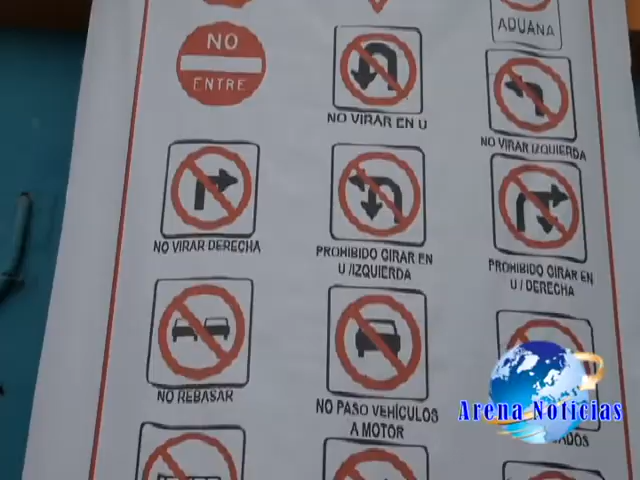 ADUANA
NO
ENTRE
NO VIRAR EN U
NO VIRAR IZQUIERDA
NO VIRAR DERECHA
PROHIBIDO GIRAR EN
U /IZQUIERDA
PROHIBIDO GIRAR EN
U / DERECHA
NO REBASAR
NO PASO VEHÍCULOS
A MOTOR
Arena Noticias